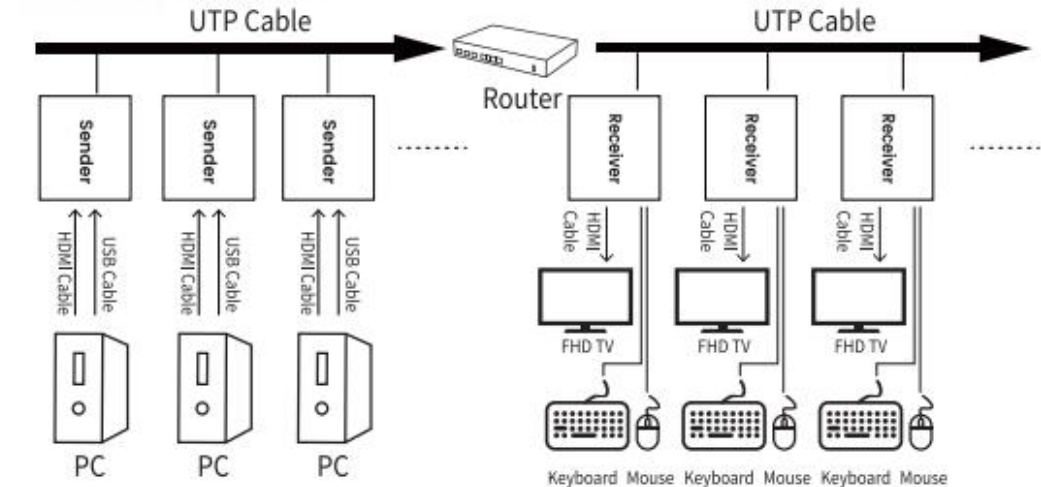 UTP Cable
UTP Cable
Router
Sender
Sender
Sender
Receiver
Receiver
Receiver
HDMI Cable
USB Cable
HDMI Cable
USB Cable
HDMI Cable
USB Cable
HDMI
Cable
HDMI
Cable
HDMI
Cable
FHD TV
FHD TV
FHD TV
PC
PC
PC
Keyboard Mouse Keyboard Mouse Keyboard Mouse